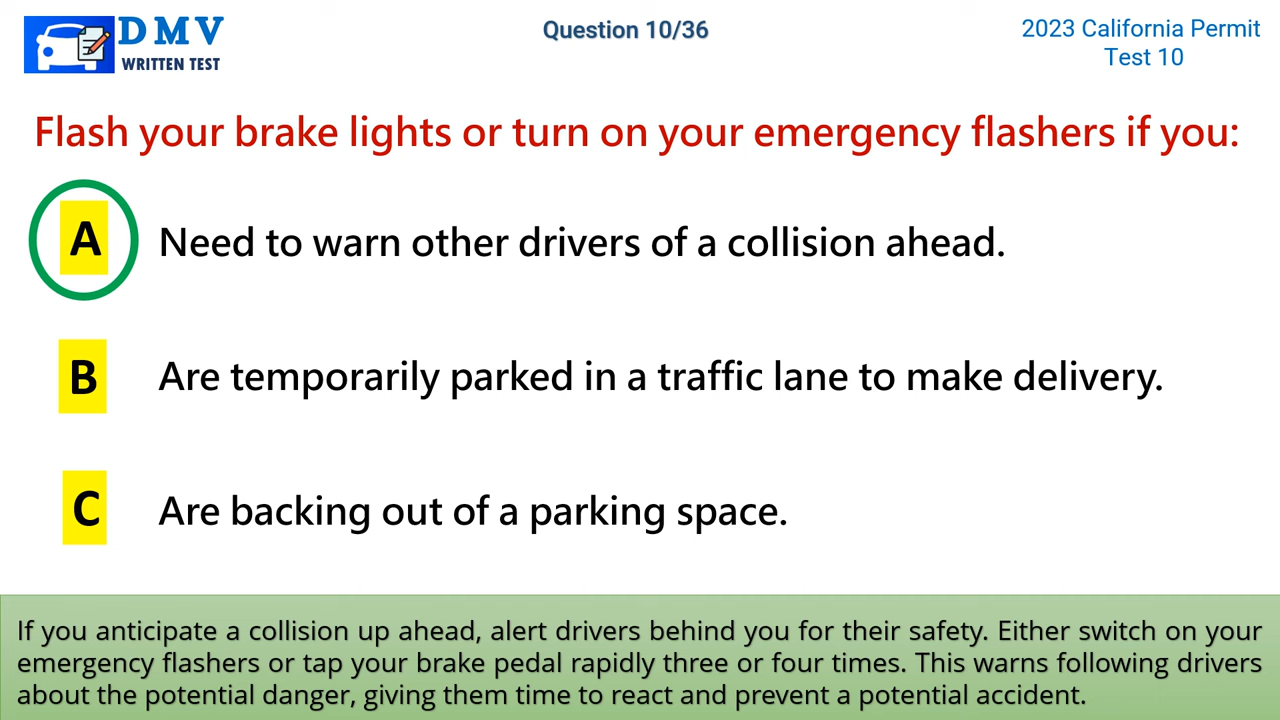 DMV
WRITTEN TEST
Question 10/36
2023 California Permit
Test 10
Flash your brake lights or turn on your emergency flashers if you:
A Need to warn other drivers of a collision ahead.
B Are temporarily parked in a traffic lane to make delivery.
C Are backing out of a parking space.
If you anticipate a collision up ahead, alert drivers behind you for their safety. Either switch on your
emergency flashers or tap your brake pedal rapidly three or four times. This warns following drivers
about the potential danger, giving them time to react and prevent a potential accident.